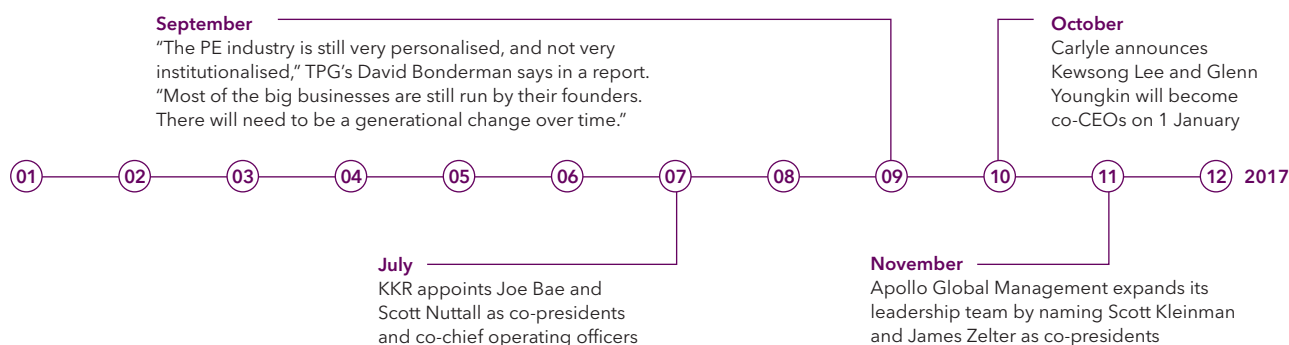 September
“The PE industry is still very personalised, and not very
institutionalised,” TPG’s David Bonderman says in a report.
“Most of the big businesses are still run by their founders.
There will need to be a generational change over time.”
October
Carlyle announces
Kewsong Lee and Glenn
Youngkin will become
co-CEOs on 1 January
01 02 03 04 05 06 07 08 09 10 11 12 2017
July
KKR appoints Joe Bae and
Scott Nuttall as co-presidents
and co-chief operating officers
November
Apollo Global Management expands its
leadership team by naming Scott Kleinman
and James Zelter as co-presidents